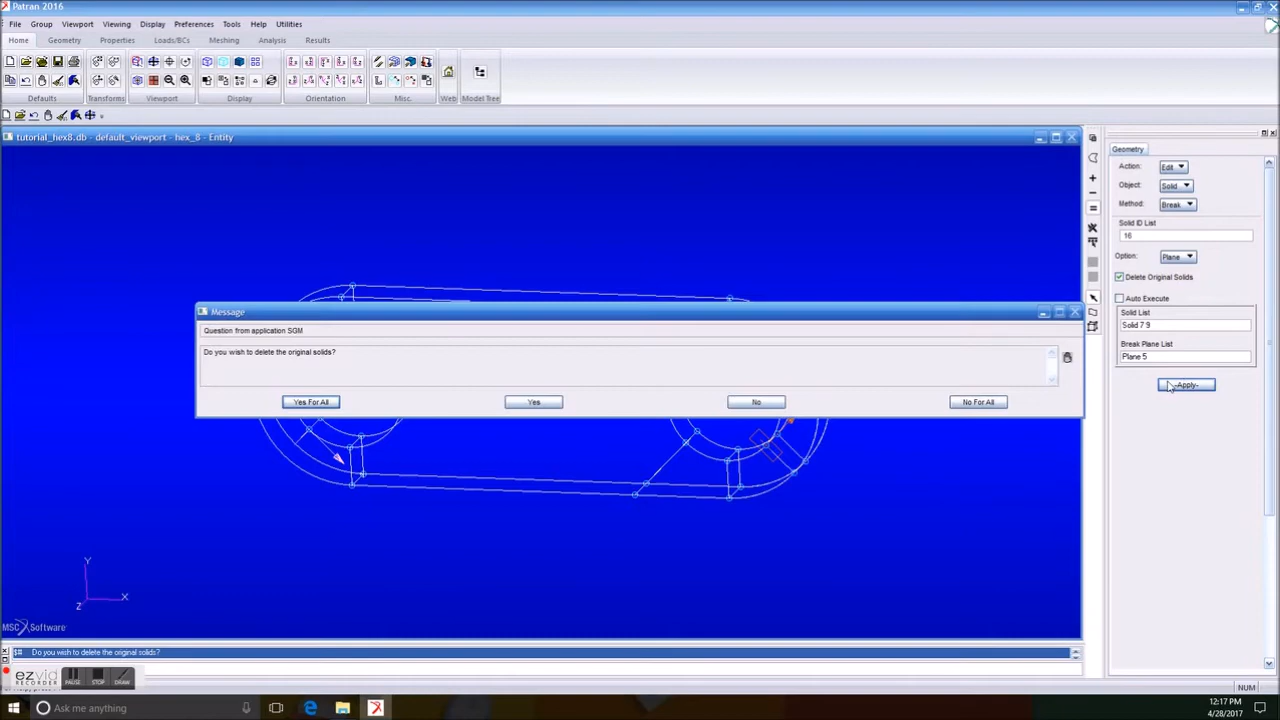 Patran 2016
File Group Viewport Viewing Display Preferences Tools Help Utilities
Home Geometry Properties Loads/BCs Meshing Analysis Results
Defaults Transforms Viewport Display Orientation Misc. Web Model Tree
tutorial_hex8.db - default_viewport - hex_8 - Entity
Geometry
Action: Edit
Object: Solid
Method: Break
Solid ID List
16
Option: Plane
Delete Original Solids
Auto Execute
Solid List
Solid 7 9
Break Plane List
Plane 5
-Apply-
Message
Question from application SGM
Do you wish to delete the original solids?
Yes For All Yes No No For All
Y
X
Z
MSC Software
$# Do you wish to delete the original solids?
ezvid
RECORDER
PAUSE STOP DRAW
NUM
Ask me anything
12:17 PM
4/28/2017